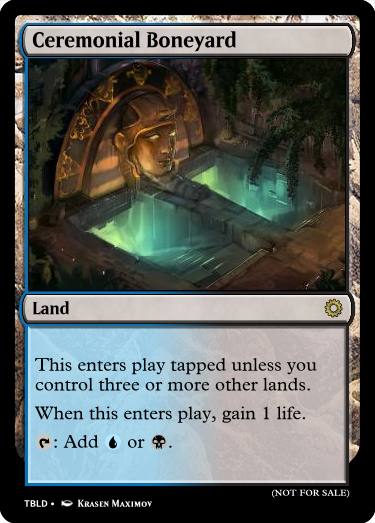 Ceremonial Boneyard
Land
This enters play tapped unless you
control three or more other lands.
When this enters play, gain 1 life.
: Add or .
(NOT FOR SALE)
TBLD • Krasen Maximov